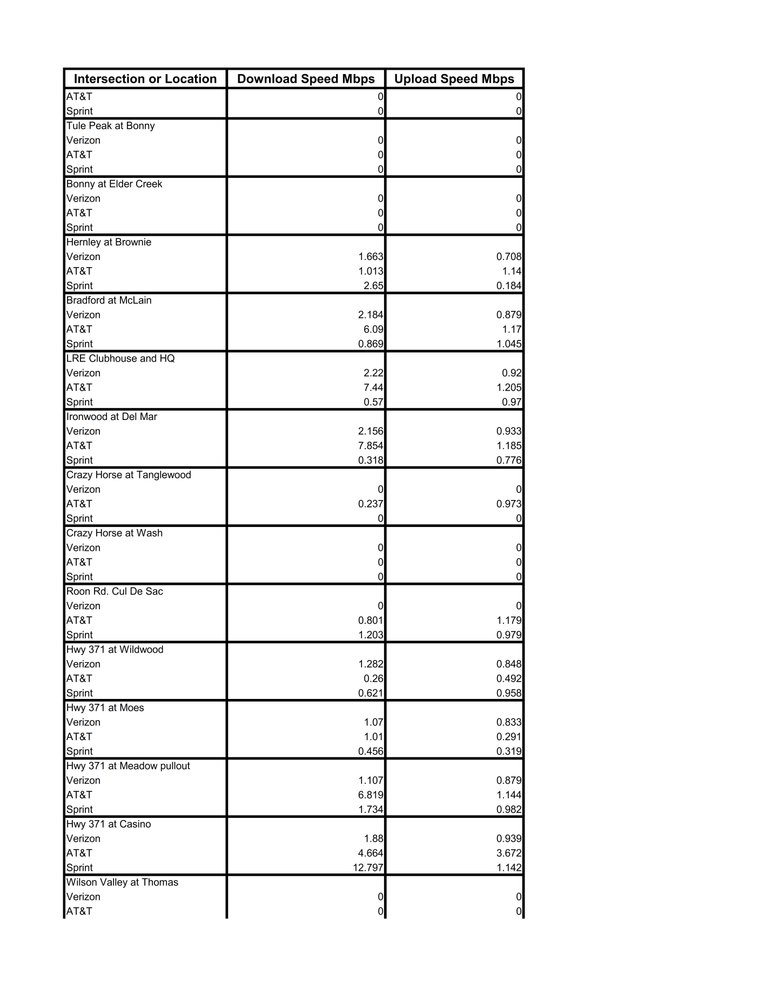 Intersection or Location Download Speed Mbps Upload Speed Mbps
AT&T 0 0
Sprint 0 0
Tule Peak at Bonny
Verizon 0 0
AT&T 0 0
Sprint 0 0
Bonny at Elder Creek
Verizon 0 0
AT&T 0 0
Sprint 0 0
Hernley at Brownie
Verizon 1.663 0.708
AT&T 1.013 1.14
Sprint 2.65 0.184
Bradford at McLain
Verizon 2.184 0.879
AT&T 6.09 1.17
Sprint 0.869 1.045
LRE Clubhouse and HQ
Verizon 2.22 0.92
AT&T 7.44 1.205
Sprint 0.57 0.97
Ironwood at Del Mar
Verizon 2.156 0.933
AT&T 7.854 1.185
Sprint 0.318 0.776
Crazy Horse at Tanglewood
Verizon 0 0
AT&T 0.237 0.973
Sprint 0 0
Crazy Horse at Wash
Verizon 0 0
AT&T 0 0
Sprint 0 0
Roon Rd. Cul De Sac
Verizon 0 0
AT&T 0.801 1.179
Sprint 1.203 0.979
Hwy 371 at Wildwood
Verizon 1.282 0.848
AT&T 0.26 0.492
Sprint 0.621 0.958
Hwy 371 at Moes
Verizon 1.07 0.833
AT&T 1.01 0.291
Sprint 0.456 0.319
Hwy 371 at Meadow pullout
Verizon 1.107 0.879
AT&T 6.819 1.144
Sprint 1.734 0.982
Hwy 371 at Casino
Verizon 1.88 0.939
AT&T 4.664 3.672
Sprint 12.797 1.142
Wilson Valley at Thomas
Verizon 0 0
AT&T 0 0